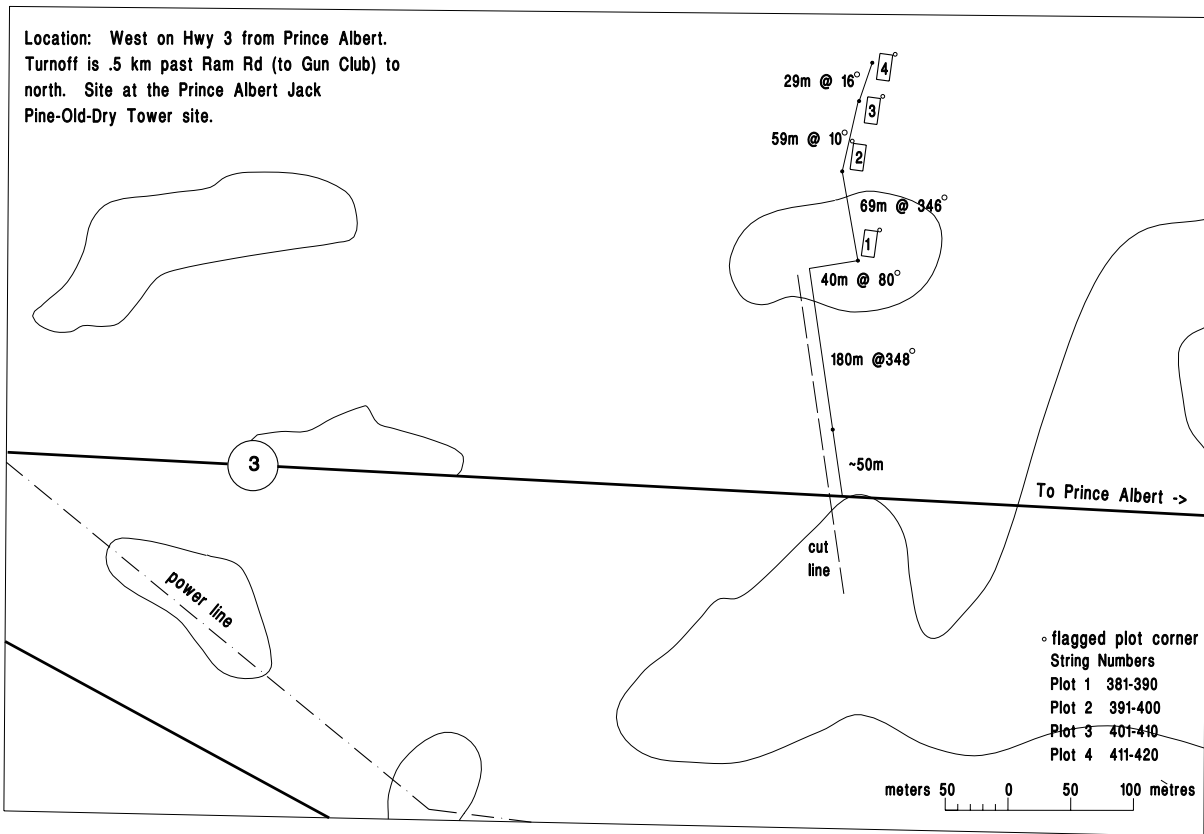 Location: West on Hwy 3 from Prince Albert.
Turnoff is .5 km past Ram Rd (to Gun Club) to
north. Site at the Prince Albert Jack
Pine-Old-Dry Tower site.
4
29m @ 16°
3
59m @ 10°
2
69m @ 346°
1
40m @ 80°
180m @348°
3
~50m
To Prince Albert ->
cut
line
power line
° flagged plot corner
String Numbers
Plot 1 381-390
Plot 2 391-400
Plot 3 401-410
Plot 4 411-420
meters 50 0 50 100 mètres